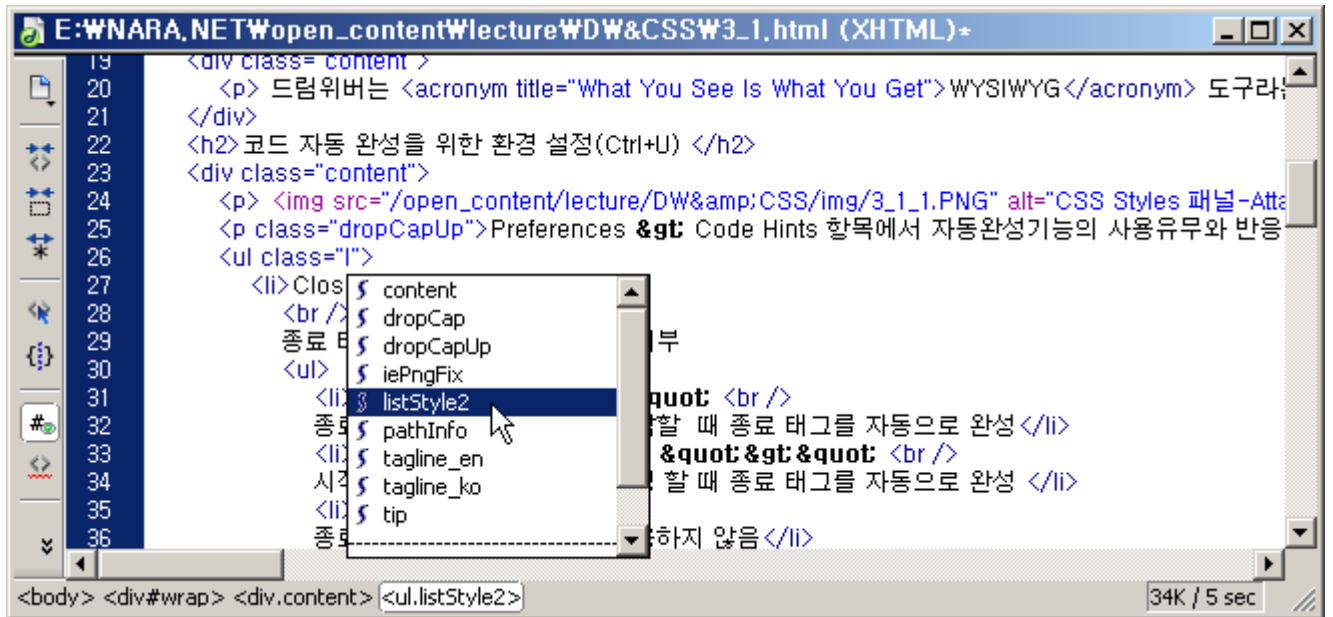 E:₩NARA.NET₩open_content₩lecture₩DW&CSS₩3_1.html (XHTML)*
19 <div class="content">
20 <p> 드림위버는 <acronym title="What You See Is What You Get">WYSIWYG</acronym> 도구라는
21 </div>
22 <h2>코드 자동 완성을 위한 환경 설정(Ctrl+U) </h2>
23 <div class="content">
24 <p> <img src="/open_content/lecture/DW&amp;CSS/img/3_1_1.PNG" alt="CSS Styles 패널-Atta
25 <p class="dropCapUp">Preferences &gt; Code Hints 항목에서 자동완성기능의 사용유무와 반응
26 <ul class="l">
27 <li>Clos
28 <br />
29 종료 부
30 <ul>
31 <li> quot; <br />
32 종료 할 때 종료 태그를 자동으로 완성</li>
33 <li> &quot;&gt;&quot; <br />
34 시작 할 때 종료 태그를 자동으로 완성 </li>
35 <li>
36 종료 하지 않음</li>
content
dropCap
dropCapUp
iePngFix
listStyle2
pathInfo
tagline_en
tagline_ko
tip
<body> <div#wrap> <div.content> <ul.listStyle2>
34K / 5 sec